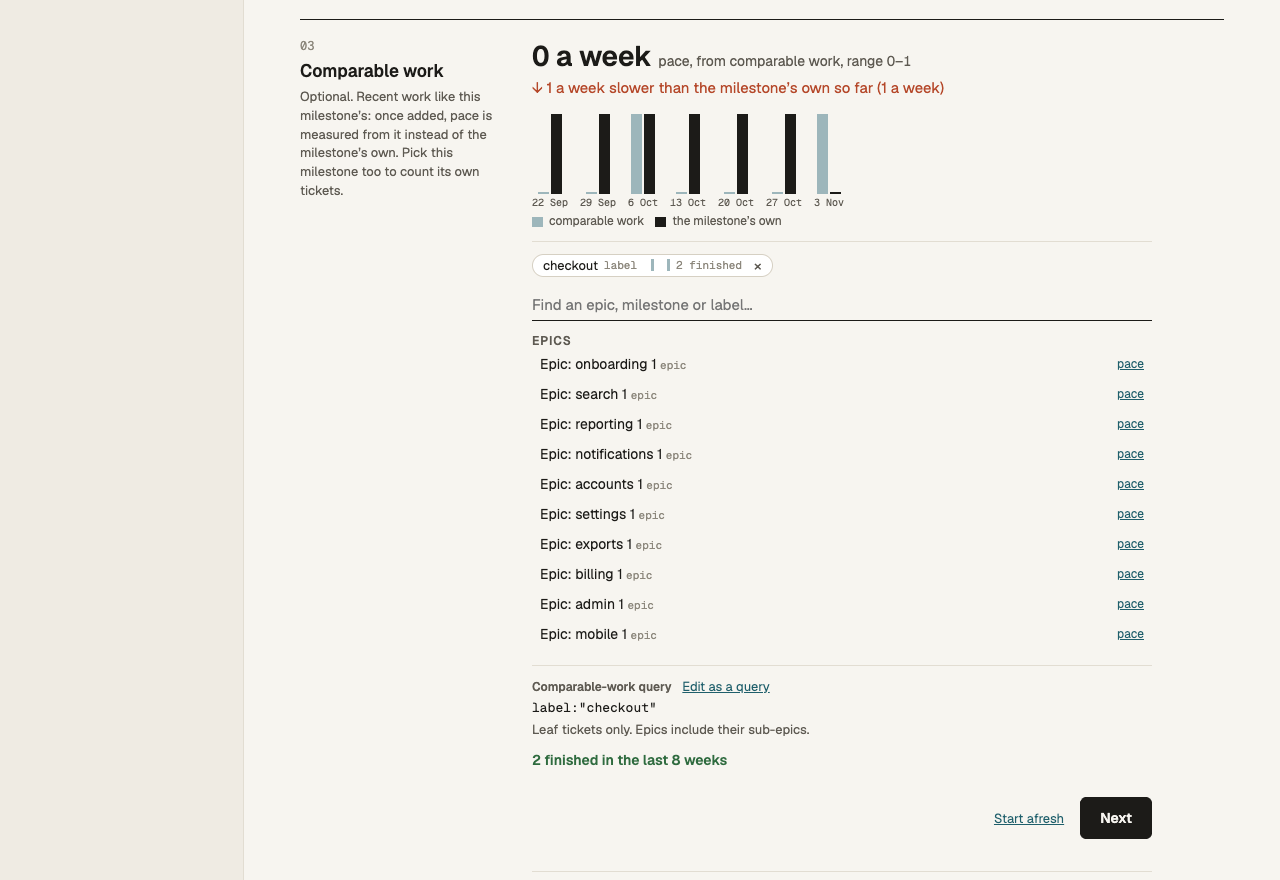 03
Comparable work
Optional. Recent work like this
milestone's: once added, pace is
measured from it instead of the
milestone's own. Pick this
milestone too to count its own
tickets.
0 a week pace, from comparable work, range 0–1
↓ 1 a week slower than the milestone's own so far (1 a week)
22 Sep 29 Sep 6 Oct 13 Oct 20 Oct 27 Oct 3 Nov
comparable work the milestone's own
checkout label 2 finished ×
Find an epic, milestone or label…
EPICS
Epic: onboarding 1 epic pace
Epic: search 1 epic pace
Epic: reporting 1 epic pace
Epic: notifications 1 epic pace
Epic: accounts 1 epic pace
Epic: settings 1 epic pace
Epic: exports 1 epic pace
Epic: billing 1 epic pace
Epic: admin 1 epic pace
Epic: mobile 1 epic pace
Comparable-work query Edit as a query
label:"checkout"
Leaf tickets only. Epics include their sub-epics.
2 finished in the last 8 weeks
Start afresh Next